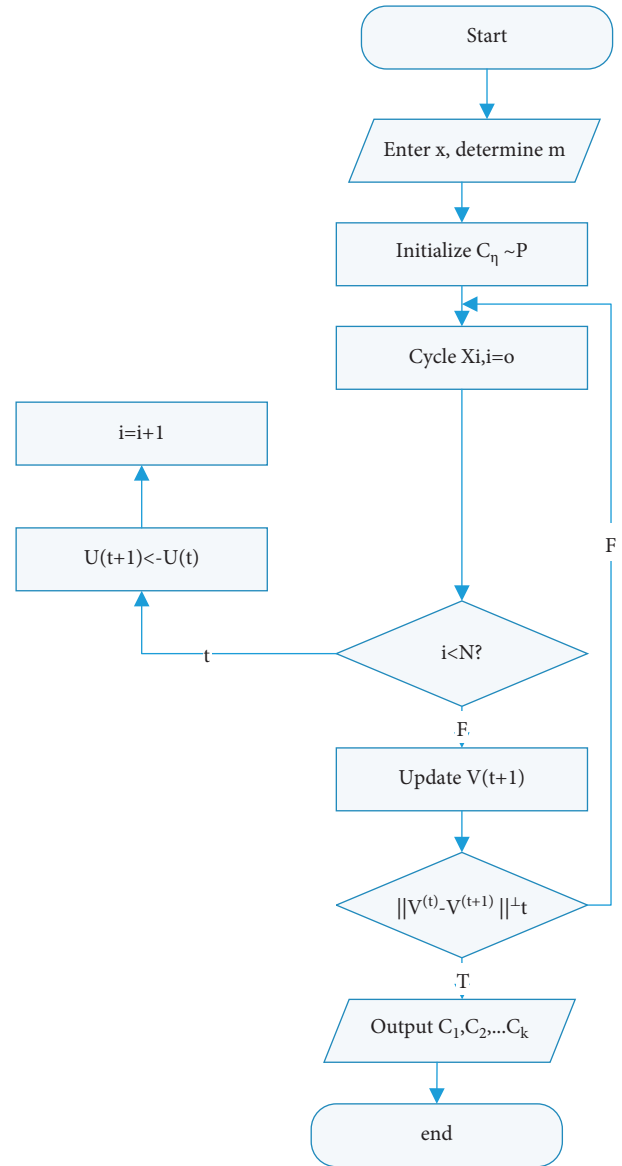 Start
Enter x, determine m
Initialize Cη ~P
Cycle Xi,i=o
i=i+1
U(t+1)<-U(t)
F
i<N?
t
F
Update V(t+1)
||V(t)-V(t+1) ||⊥t
T
Output C1,C2,...Ck
end